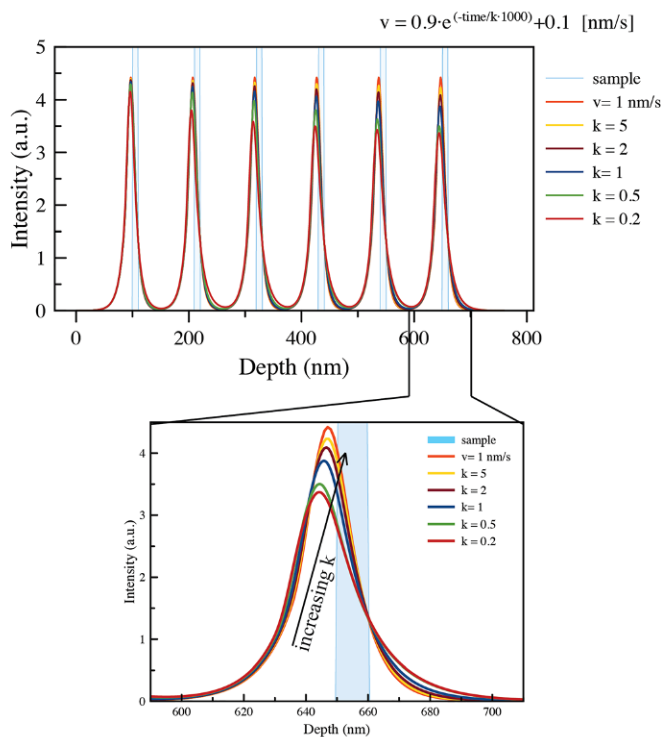 v = 0.9·e(-time/k·1000)+0.1 [nm/s]
5
4
3
2
1
0
Intensity (a.u.)
0 200 400 600 800
Depth (nm)
sample
v= 1 nm/s
k = 5
k = 2
k= 1
k = 0.5
k = 0.2
4
3
2
1
0
Intensity (a.u.)
600 620 640 660 680 700
Depth (nm)
increasing k
sample
v= 1 nm/s
k = 5
k = 2
k= 1
k = 0.5
k = 0.2